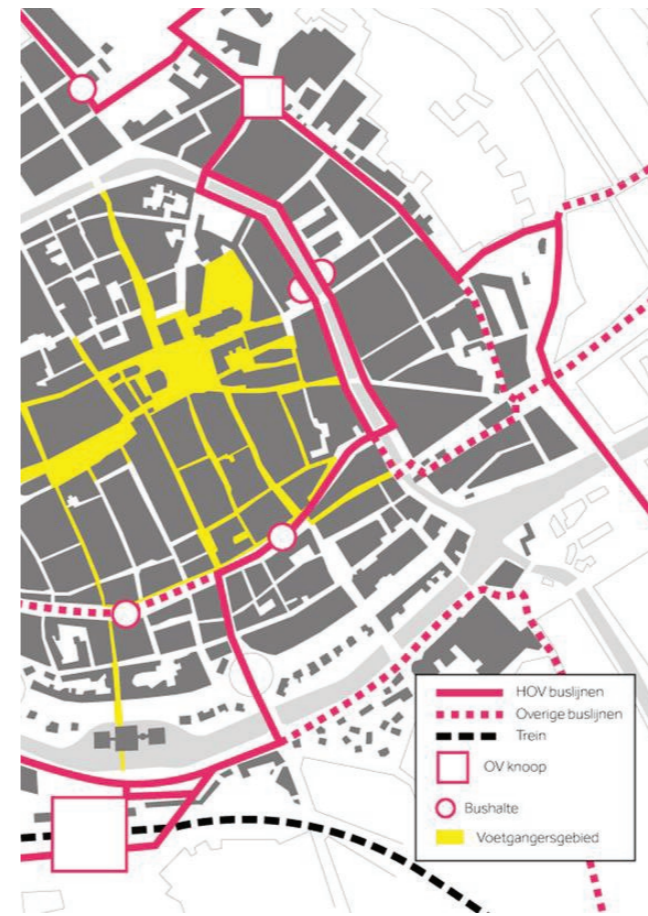 HOV buslijnen
Overige buslijnen
Trein
OV knoop
Bushalte
Voetgangersgebied